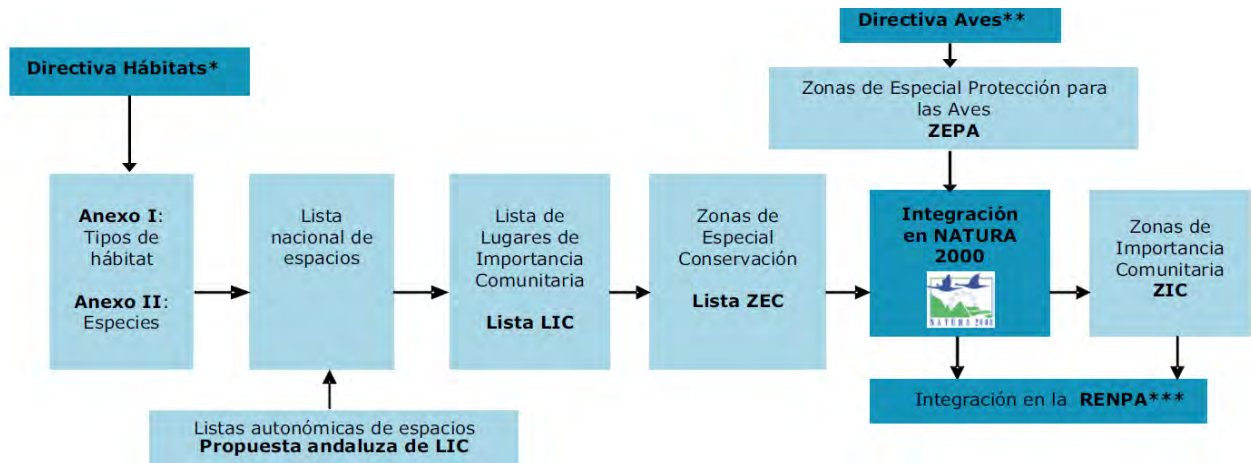 Directiva Hábitats*
Directiva Aves**
Zonas de Especial Protección para
las Aves
ZEPA
Anexo I:
Tipos de
hábitat
Anexo II:
Especies
Lista
nacional de
espacios
Lista de
Lugares de
Importancia
Comunitaria
Lista LIC
Zonas de
Especial
Conservación
Lista ZEC
Integración
en NATURA
2000
NATURA 2000
Zonas de
Importancia
Comunitaria
ZIC
Listas autonómicas de espacios
Propuesta andaluza de LIC
Integración en la RENPA***